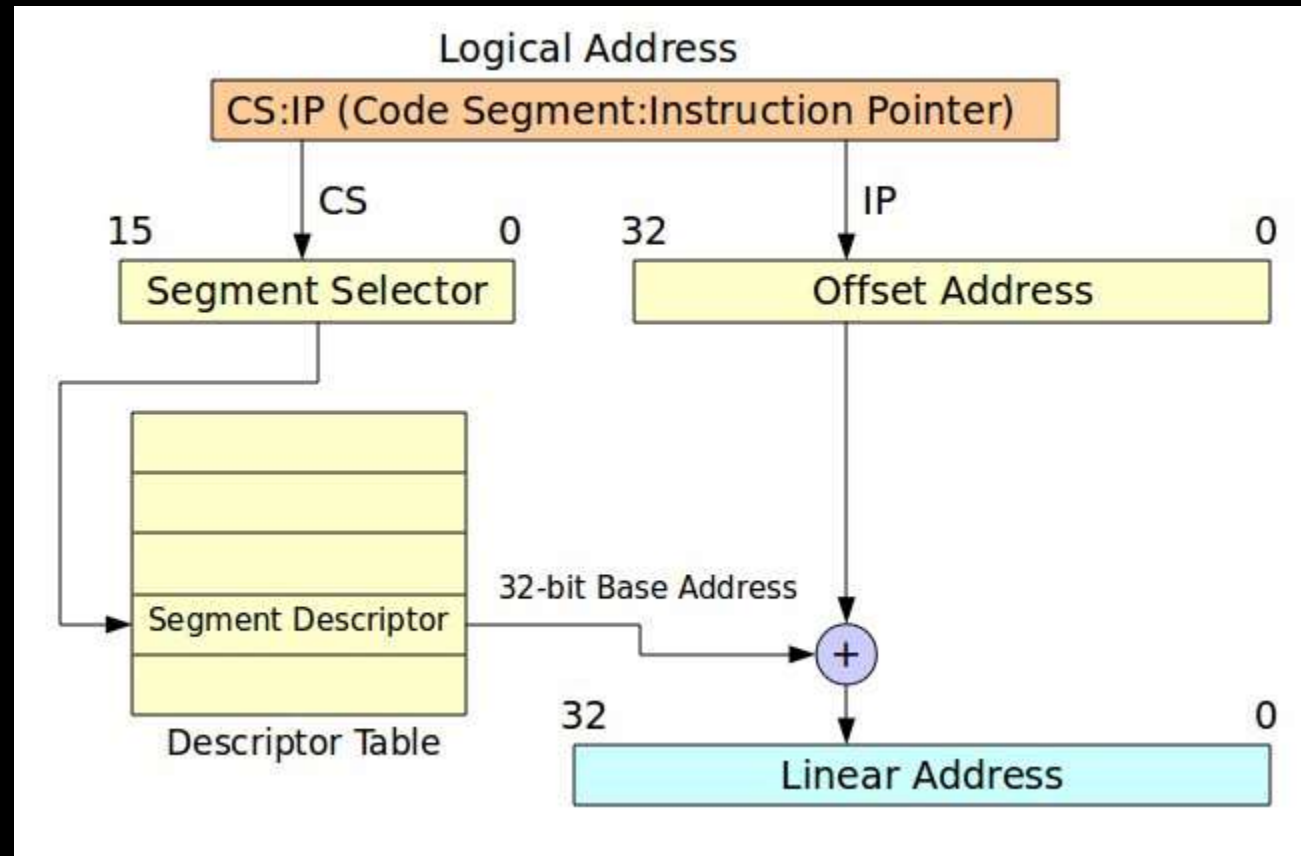 Logical Address
CS:IP (Code Segment:Instruction Pointer)
CS
IP
15
0
32
0
Segment Selector
Offset Address
32-bit Base Address
Segment Descriptor
+
32
0
Descriptor Table
Linear Address